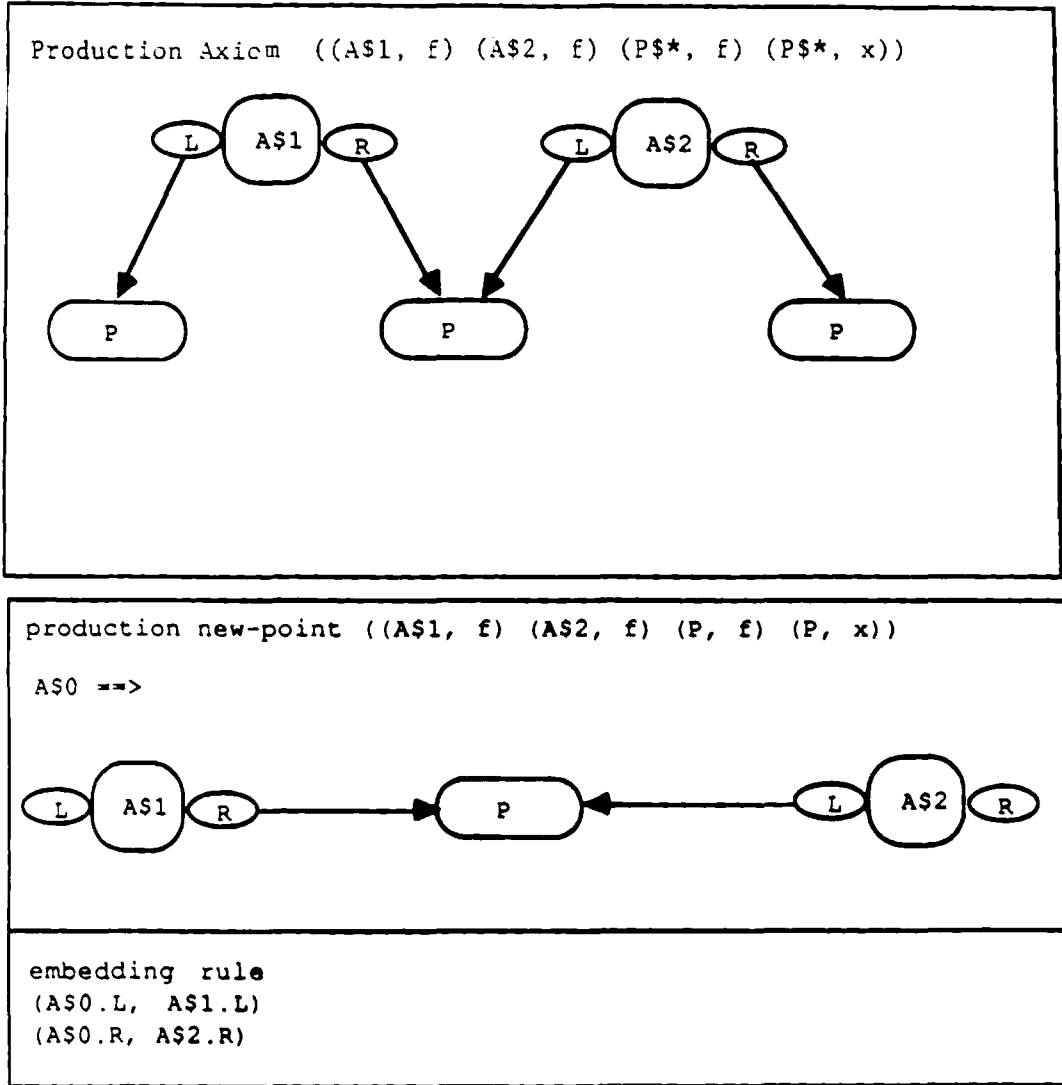 Production Axiom ((A$1, f) (A$2, f) (P$*, f) (P$*, x))
L A$1 R L A$2 R
P P P
production new-point ((A$1, f) (A$2, f) (P, f) (P, x))
A$0 ==>
L A$1 R P L A$2 R
embedding rule
(A$0.L, A$1.L)
(A$0.R, A$2.R)